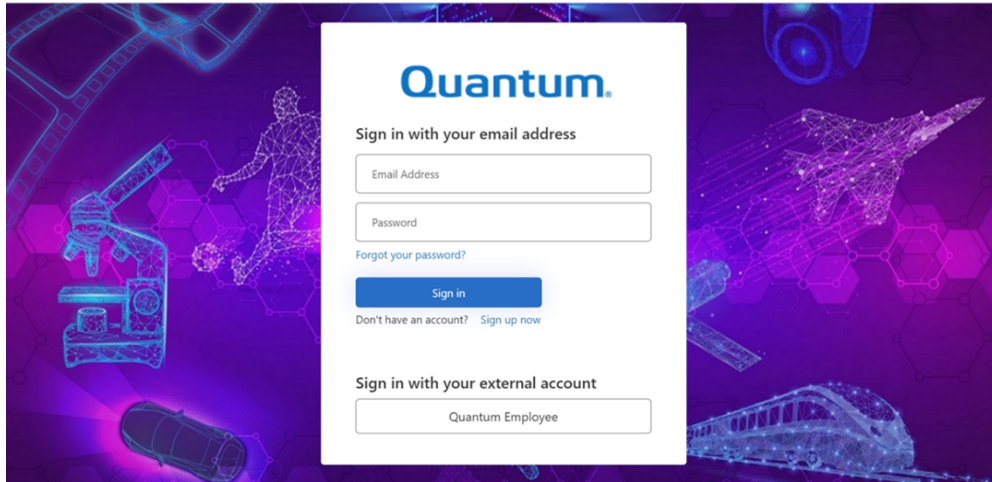 Quantum®
Sign in with your email address
Email Address
Password
Forgot your password?
Sign in
Don't have an account? Sign up now
Sign in with your external account
Quantum Employee